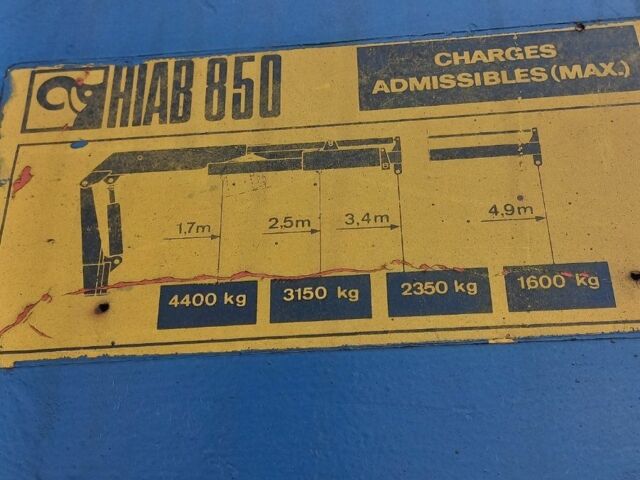 HIAB 850
CHARGES
ADMISSIBLES (MAX.)
1,7m
2,5m
3,4m
4,9m
4400 kg
3150 kg
2350 kg
1600 kg